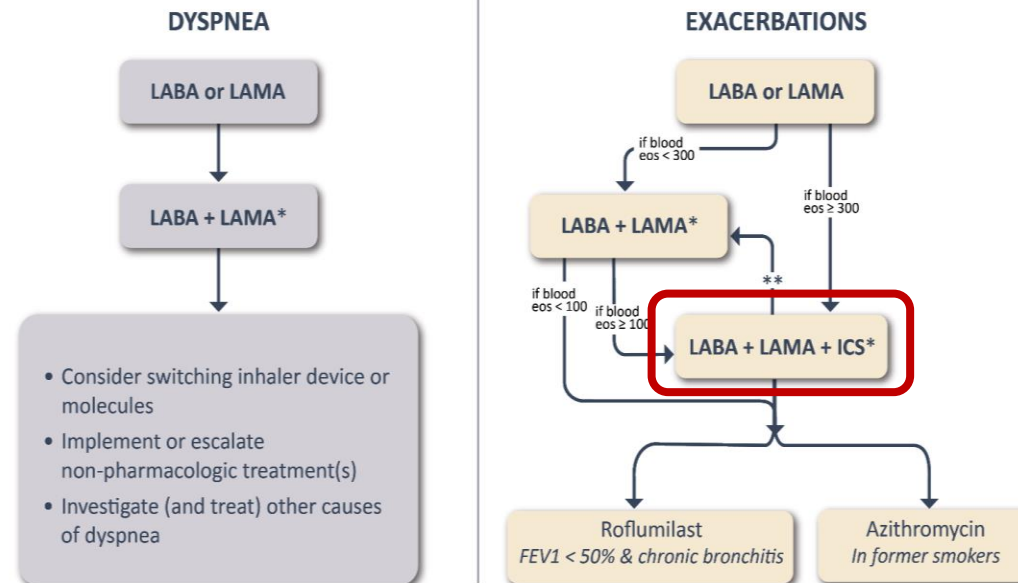 DYSPNEA
LABA or LAMA
LABA + LAMA*
• Consider switching inhaler device or
molecules
• Implement or escalate
non-pharmacologic treatment(s)
• Investigate (and treat) other causes
of dyspnea
EXACERBATIONS
LABA or LAMA
if blood
eos < 300
if blood
eos ≥ 300
LABA + LAMA*
**
if blood
eos < 100
if blood
eos ≥ 100
LABA + LAMA + ICS*
Roflumilast
FEV1 < 50% & chronic bronchitis
Azithromycin
In former smokers